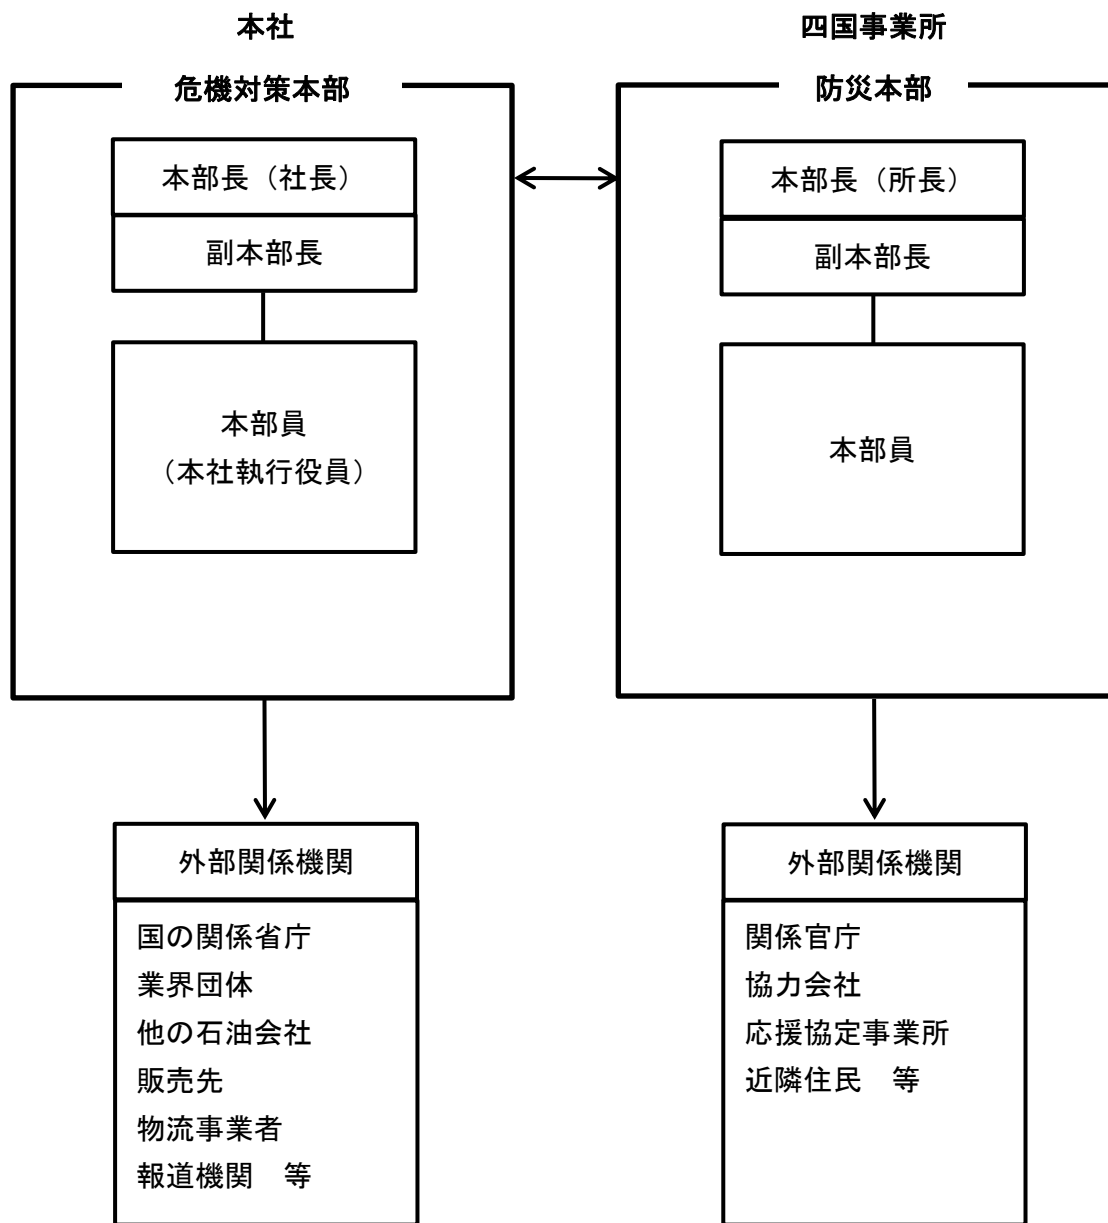 本社
危機対策本部
本部長（社長）
副本部長
本部員
（本社執行役員）
外部関係機関
国の関係省庁
業界団体
他の石油会社
販売先
物流事業者
報道機関　等
四国事業所
防災本部
本部長（所長）
副本部長
本部員
外部関係機関
関係官庁
協力会社
応援協定事業所
近隣住民　等